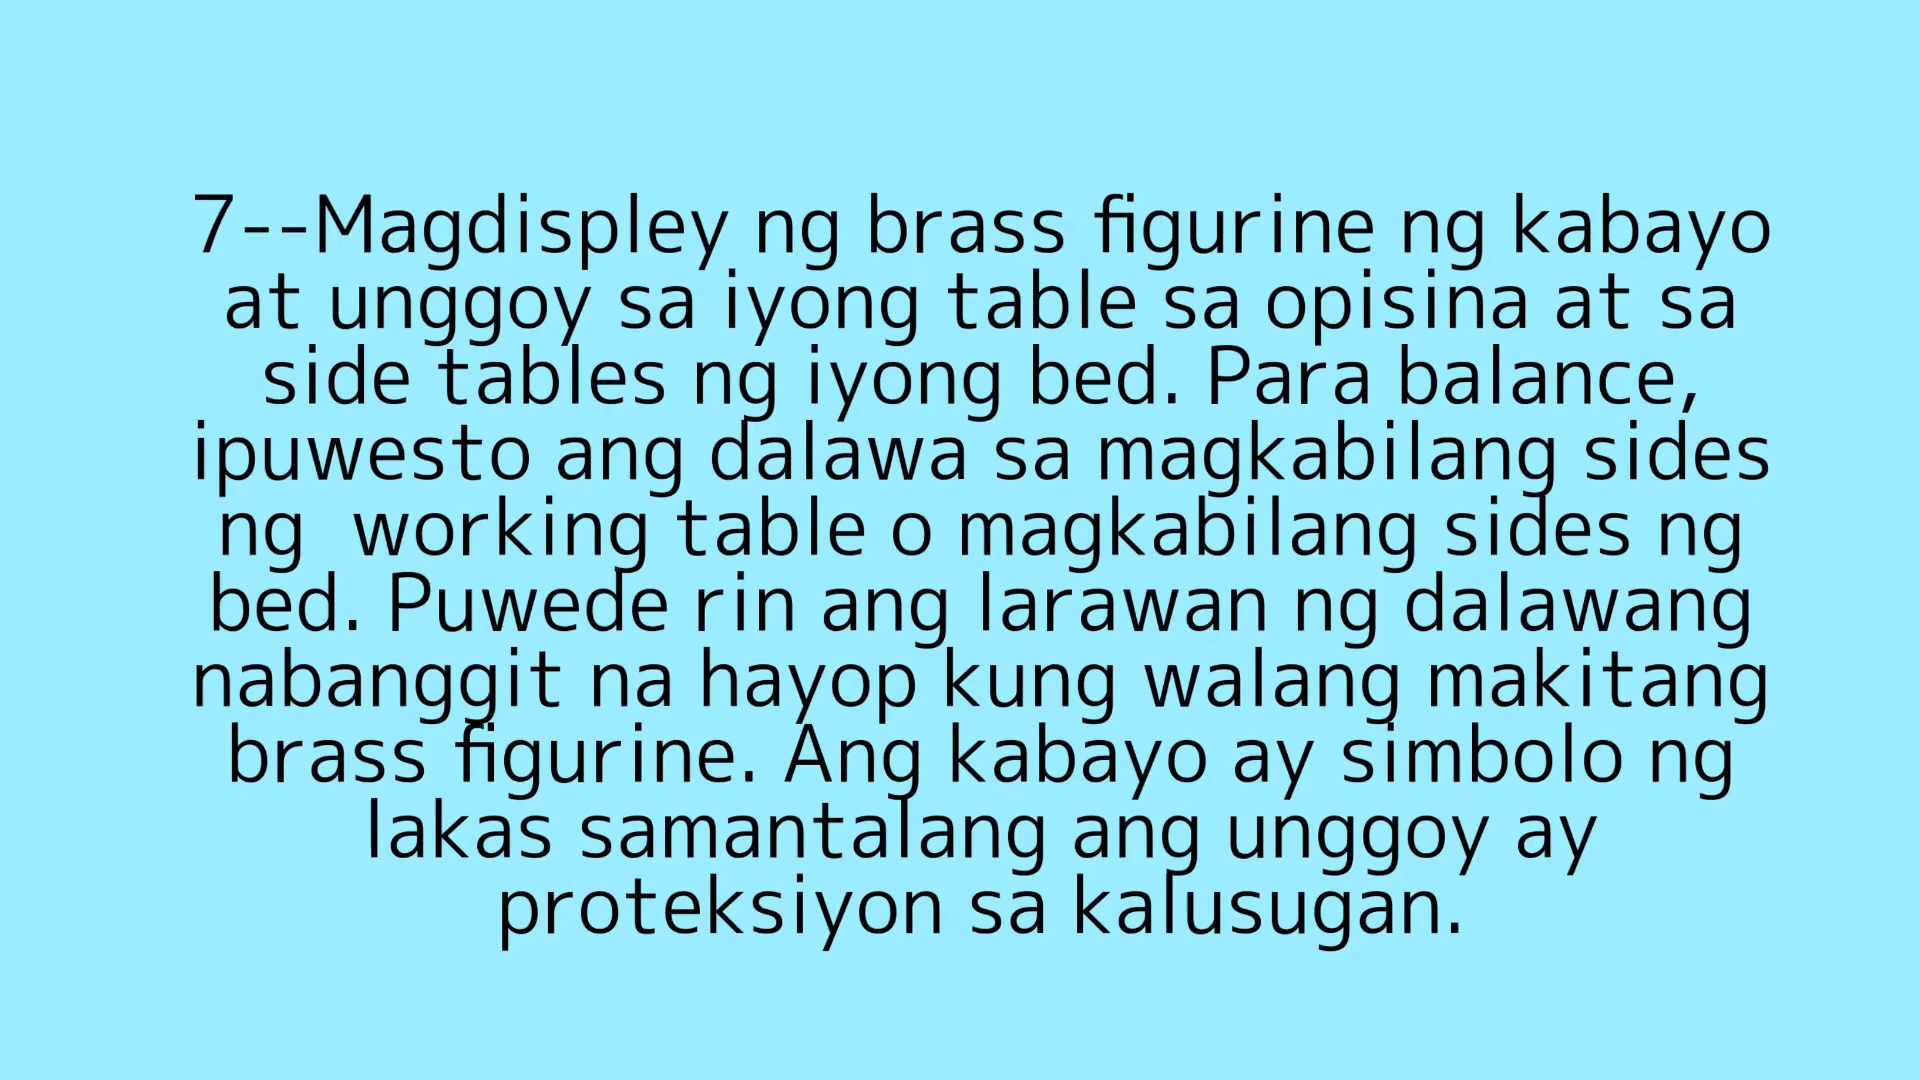 7--Magdispley ng brass figurine ng kabayo
at unggoy sa iyong table sa opisina at sa
side tables ng iyong bed. Para balance,
ipuwesto ang dalawa sa magkabilang sides
ng  working table o magkabilang sides ng
bed. Puwede rin ang larawan ng dalawang
nabanggit na hayop kung walang makitang
brass figurine. Ang kabayo ay simbolo ng
lakas samantalang ang unggoy ay
proteksiyon sa kalusugan.